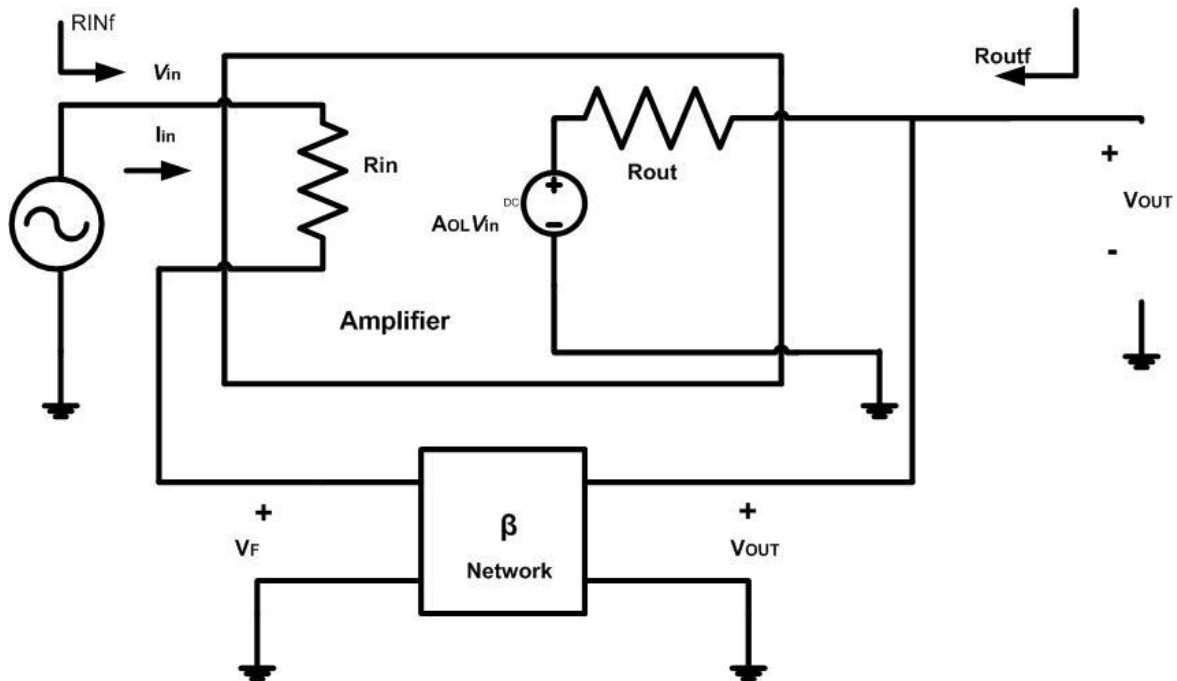 RINf
Vin
Routf
Iin
Rin
Rout
+
DC
+
-
AOLVin
VOUT
-
Amplifier
+
+
β
VF
VOUT
Network